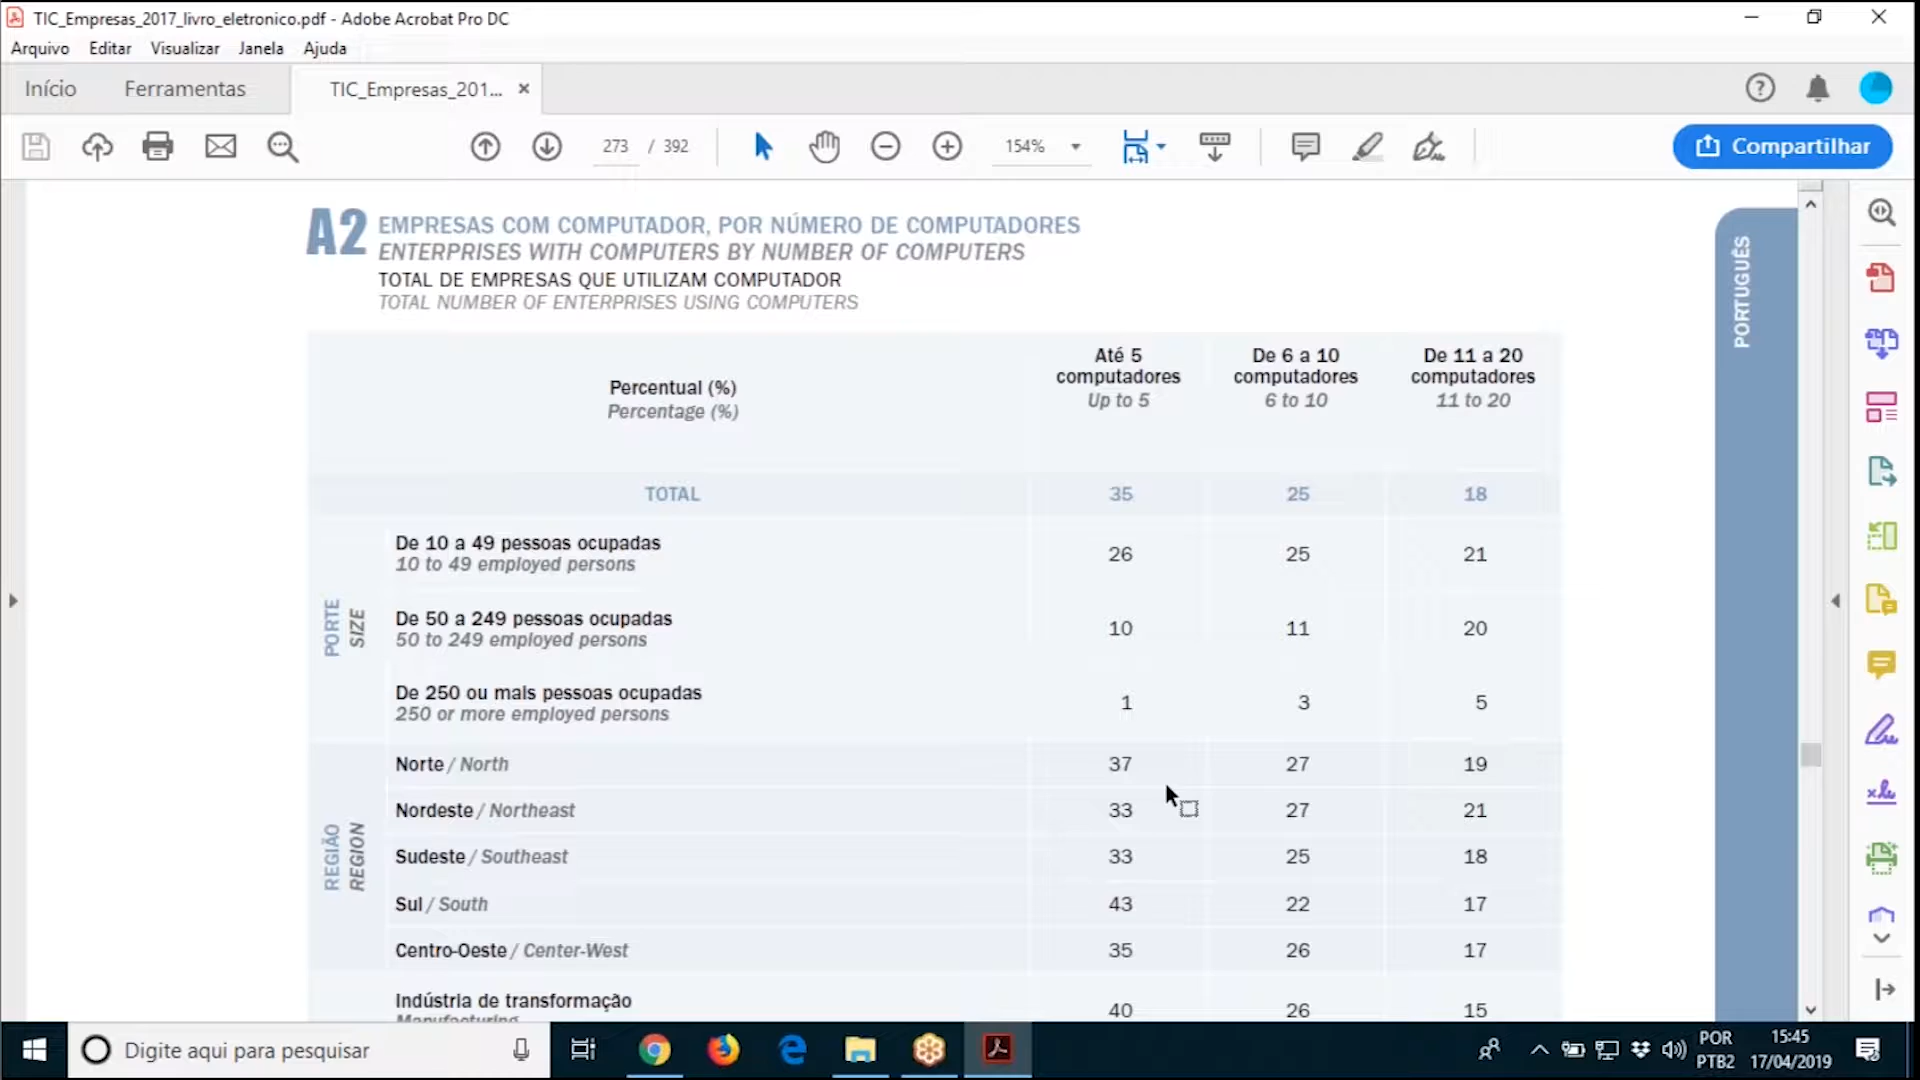 TIC_Empresas_2017_livro_eletronico.pdf - Adobe Acrobat Pro DC
Arquivo Editar Visualizar Janela Ajuda
Início Ferramentas TIC_Empresas_201... ×
273 / 392 154% Compartilhar
A2 EMPRESAS COM COMPUTADOR, POR NÚMERO DE COMPUTADORES
ENTERPRISES WITH COMPUTERS BY NUMBER OF COMPUTERS
TOTAL DE EMPRESAS QUE UTILIZAM COMPUTADOR
TOTAL NUMBER OF ENTERPRISES USING COMPUTERS
PORTUGUÊS
Percentual (%)
Percentage (%)
Até 5
computadores
Up to 5
De 6 a 10
computadores
6 to 10
De 11 a 20
computadores
11 to 20
TOTAL 35 25 18
PORTE
SIZE
De 10 a 49 pessoas ocupadas
10 to 49 employed persons
26 25 21
De 50 a 249 pessoas ocupadas
50 to 249 employed persons
10 11 20
De 250 ou mais pessoas ocupadas
250 or more employed persons
1 3 5
REGIÃO
REGION
Norte / North 37 27 19
Nordeste / Northeast 33 27 21
Sudeste / Southeast 33 25 18
Sul / South 43 22 17
Centro-Oeste / Center-West 35 26 17
Indústria de transformação
Manufacturing
40 26 15
Digite aqui para pesquisar
POR
PTB2
15:45
17/04/2019